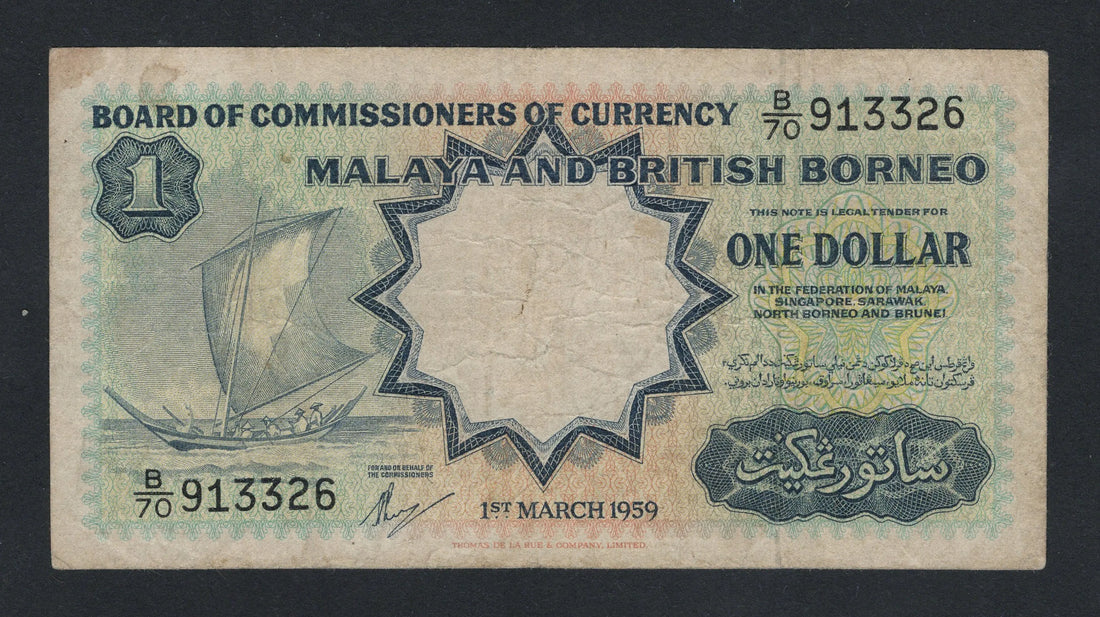 BOARD OF COMMISSIONERS OF CURRENCY
B/70 913326
1
MALAYA AND BRITISH BORNEO
THIS NOTE IS LEGAL TENDER FOR
ONE DOLLAR
IN THE FEDERATION OF MALAYA
SINGAPORE, SARAWAK
NORTH BORNEO AND BRUNEI
ساتو رڠݢيت
B/70 913326
FOR AND ON BEHALF OF
THE COMMISSIONERS
1ST MARCH 1959
THOMAS DE LA RUE & COMPANY, LIMITED.